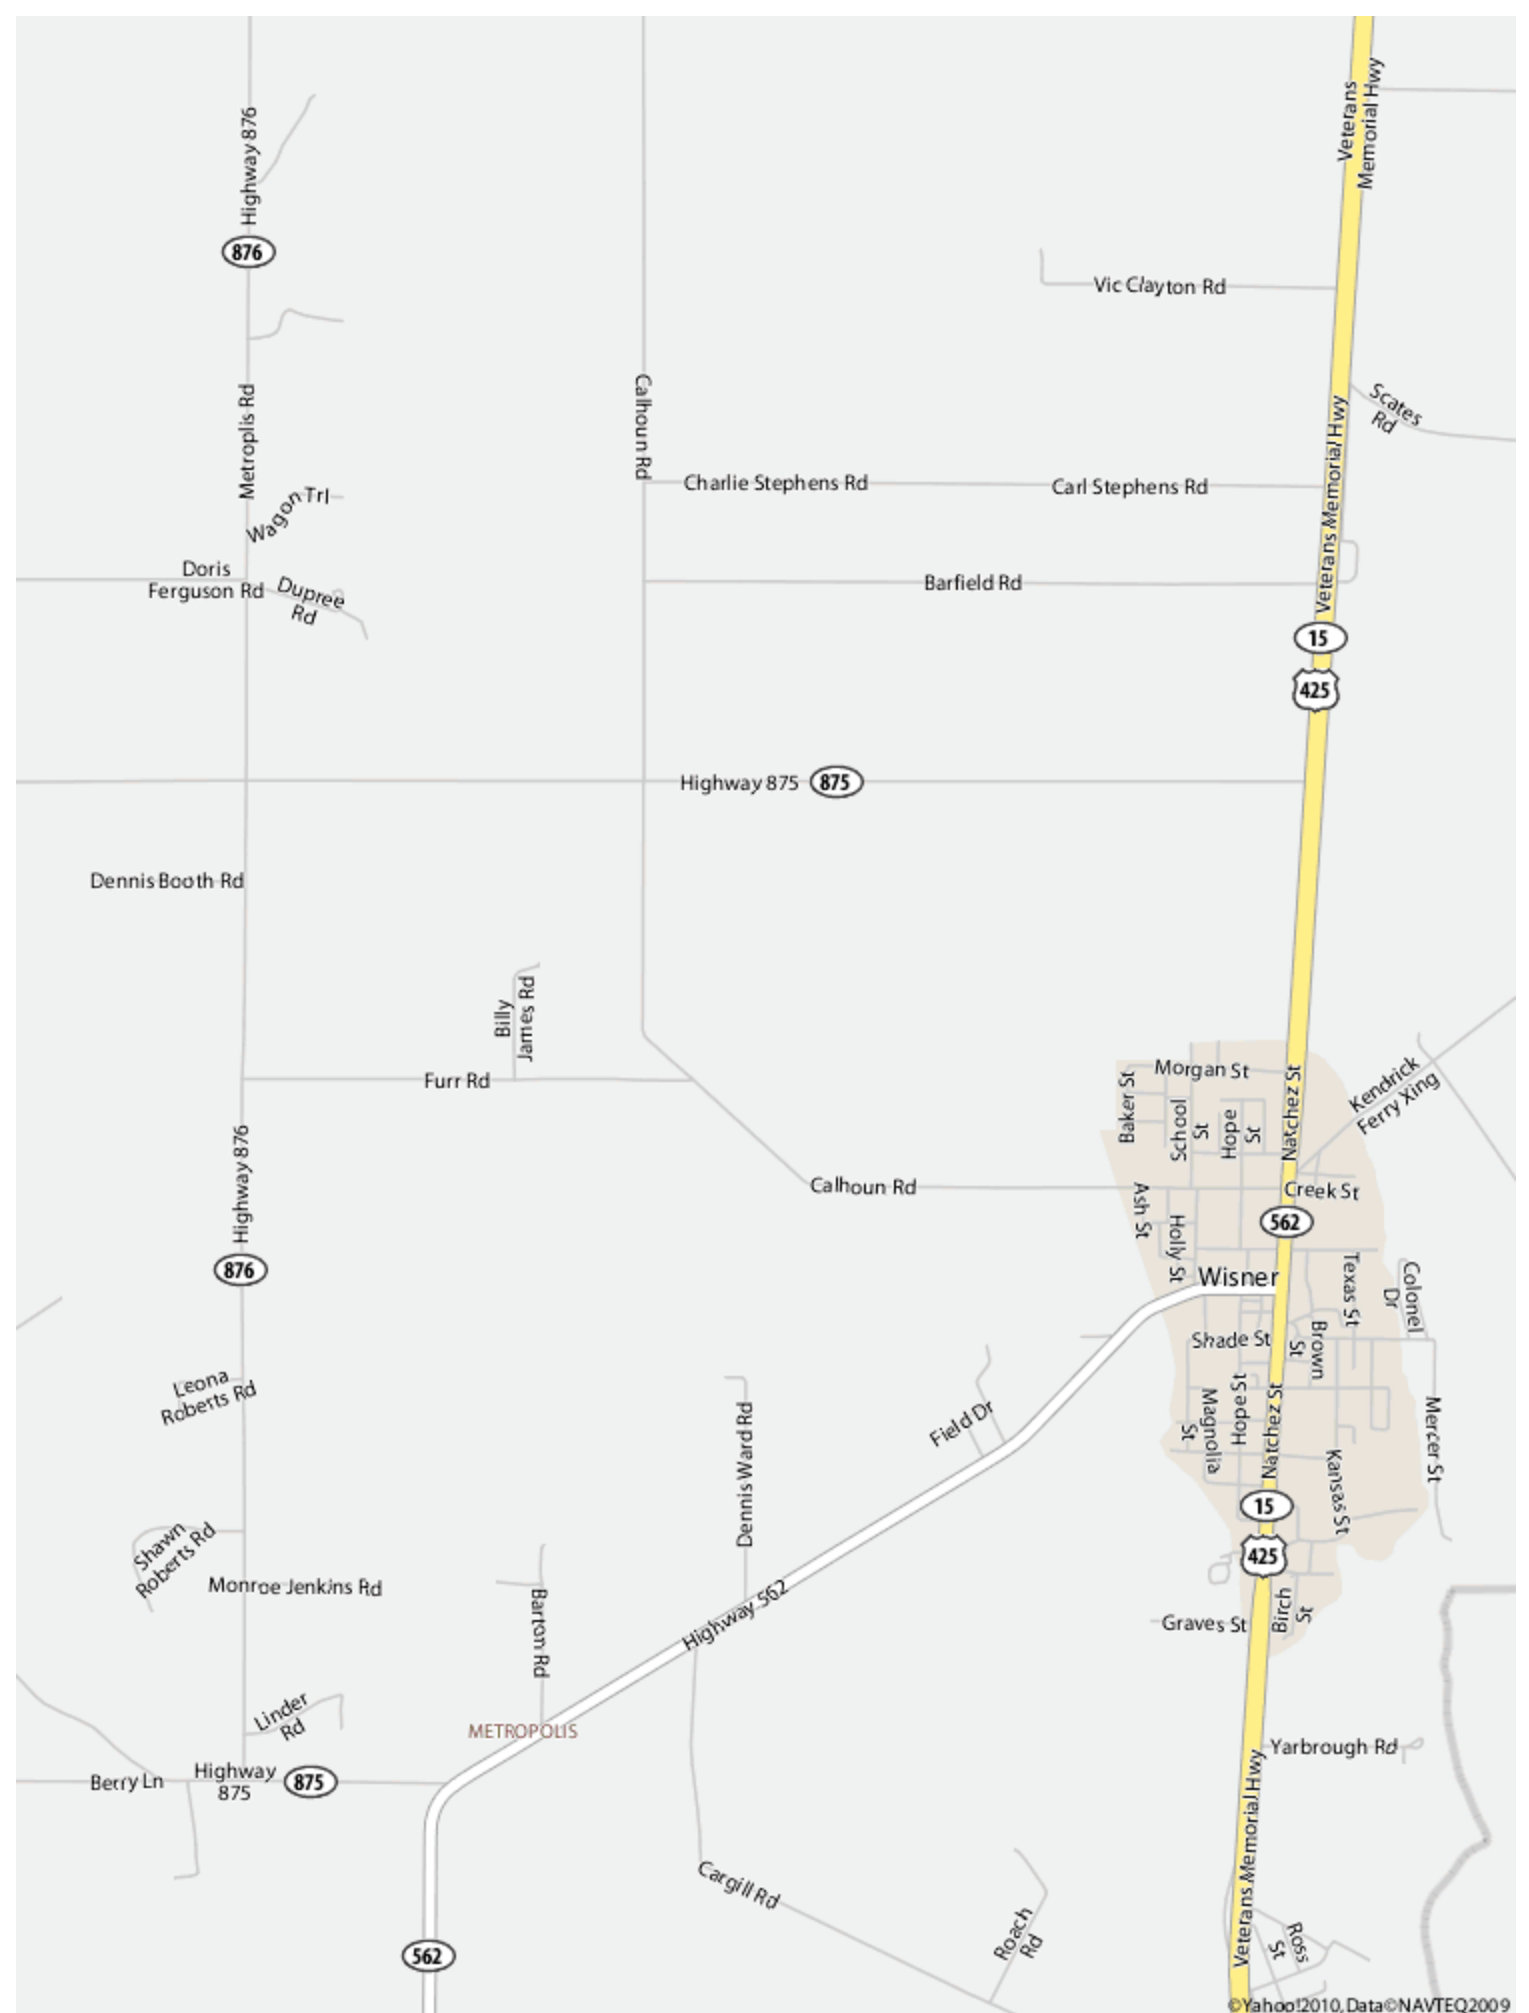 Veterans
Memorial Hwy
Highway 876
876
Vic Clayton Rd
Scates
Rd
Metroplis Rd
Calhoun Rd
Veterans Memorial Hwy
Charlie Stephens Rd
Carl Stephens Rd
Wagon Trl
Doris
Ferguson Rd
Dupree
Rd
Barfield Rd
15
425
Highway 875
875
Dennis Booth Rd
Billy
James Rd
Furr Rd
Morgan St
Baker St
School
St
Hope
St
Natchez St
Kendrick
Ferry Xing
Highway 876
Calhoun Rd
Creek St
Ash St
Holly St
562
876
Wisner
Texas St
Colonel
Dr
Shade St
Brown
St
Leona
Roberts Rd
Field Dr
Dennis Ward Rd
Magnolia
St
Hope St
Natchez St
Mercer St
Kansas St
15
425
Shawn
Roberts Rd
Monroe Jenkins Rd
Barton Rd
Highway 562
Graves St
Birch
St
Linder
Rd
METROPOLIS
Yarbrough Rd
Berry Ln
Highway
875
875
Veterans Memorial Hwy
Cargill Rd
Roach
Rd
Ross
St
562
©Yahoo!2010, Data©NAVTEQ2009